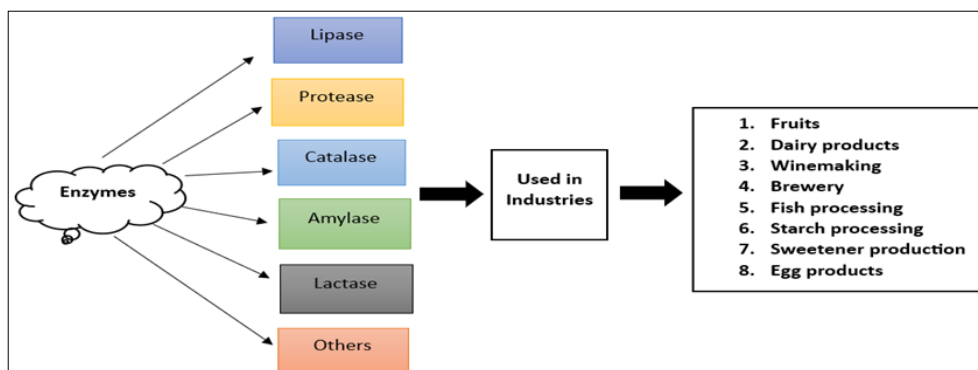 Enzymes
Lipase
Protease
Catalase
Amylase
Lactase
Others
Used in
Industries
1. Fruits
2. Dairy products
3. Winemaking
4. Brewery
5. Fish processing
6. Starch processing
7. Sweetener production
8 Egg products